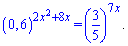 (0,6)^{2x^2+8x} = (3/5)^{7x}.